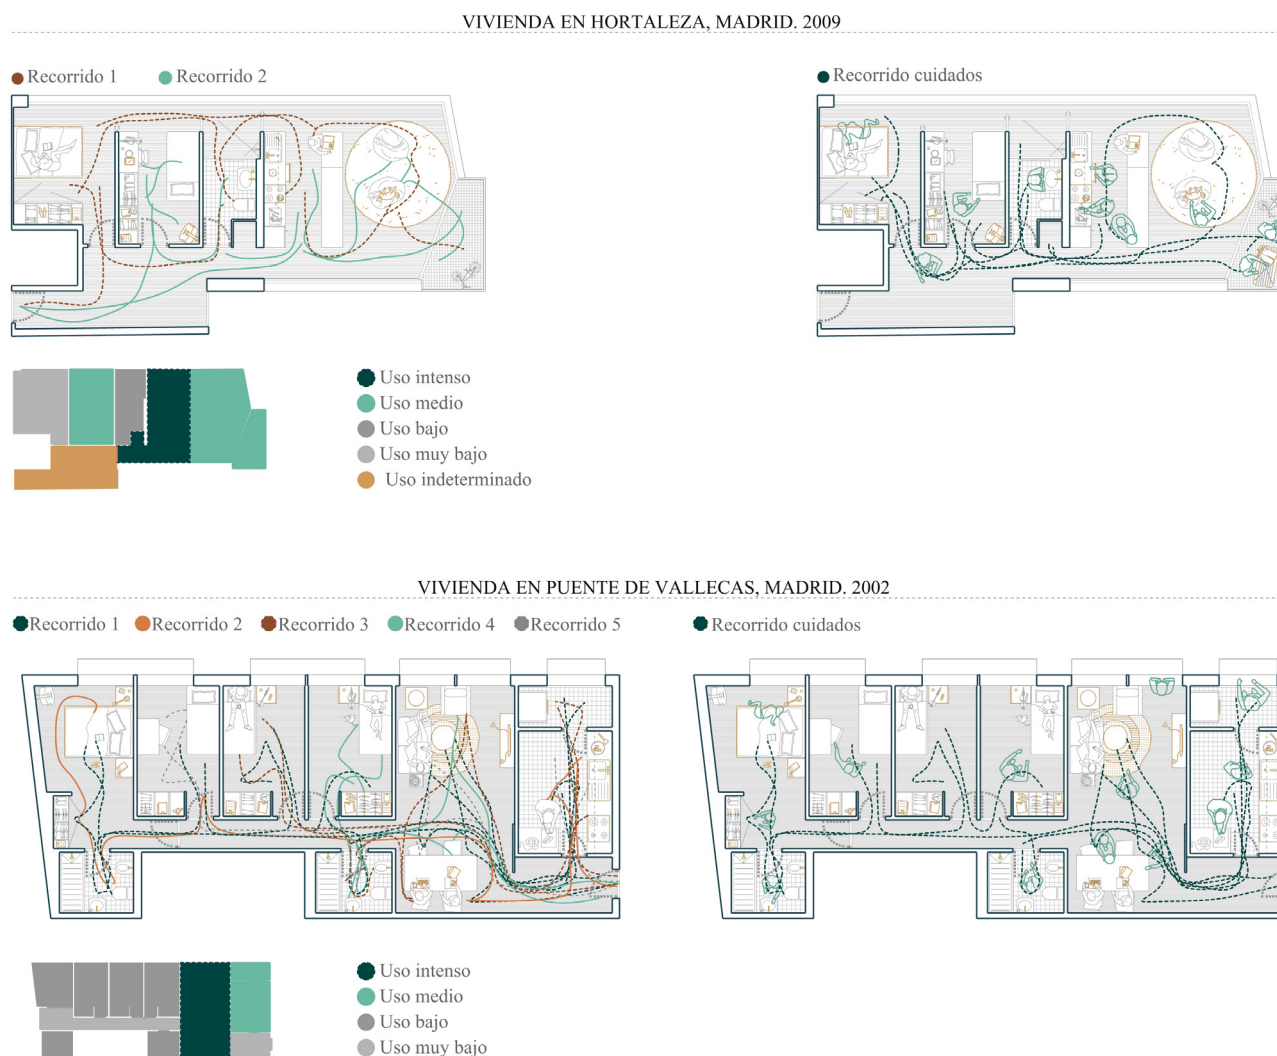 VIVIENDA EN HORTALEZA, MADRID. 2009
Recorrido 1
Recorrido 2
Recorrido cuidados
Uso intenso
Uso medio
Uso bajo
Uso muy bajo
Uso indeterminado
VIVIENDA EN PUENTE DE VALLECAS, MADRID. 2002
Recorrido 1
Recorrido 2
Recorrido 3
Recorrido 4
Recorrido 5
Recorrido cuidados
Uso intenso
Uso medio
Uso bajo
Uso muy bajo